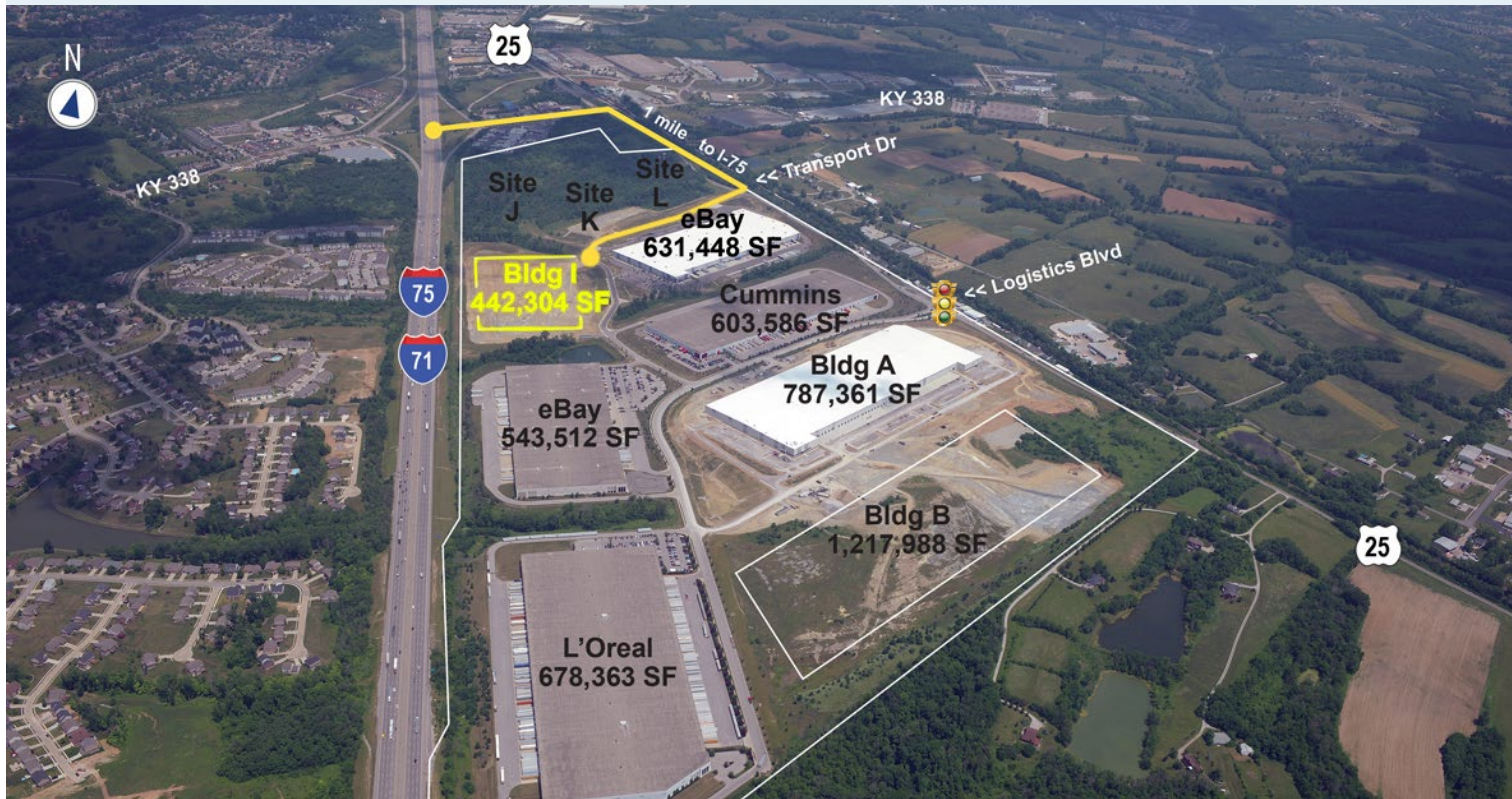 N
25
KY 338
1 mile to I-75
<< Transport Dr
KY 338
Site
J
Site
K
Site
L
eBay
631,448 SF
Bldg I
442,304 SF
75
Cummins
603,586 SF
<< Logistics Blvd
71
Bldg A
787,361 SF
eBay
543,512 SF
Bldg B
1,217,988 SF
25
L'Oreal
678,363 SF